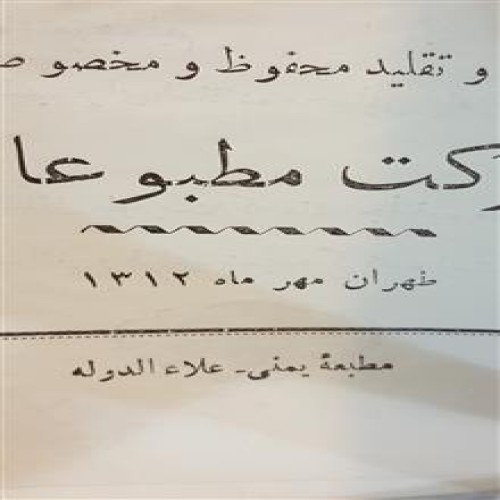 و تقلید محفوظ و مخصوص
کت مطبوعا
طهران مهر ماه ۱۳۱۲
مطبعهٔ یمنی - علاء الدوله